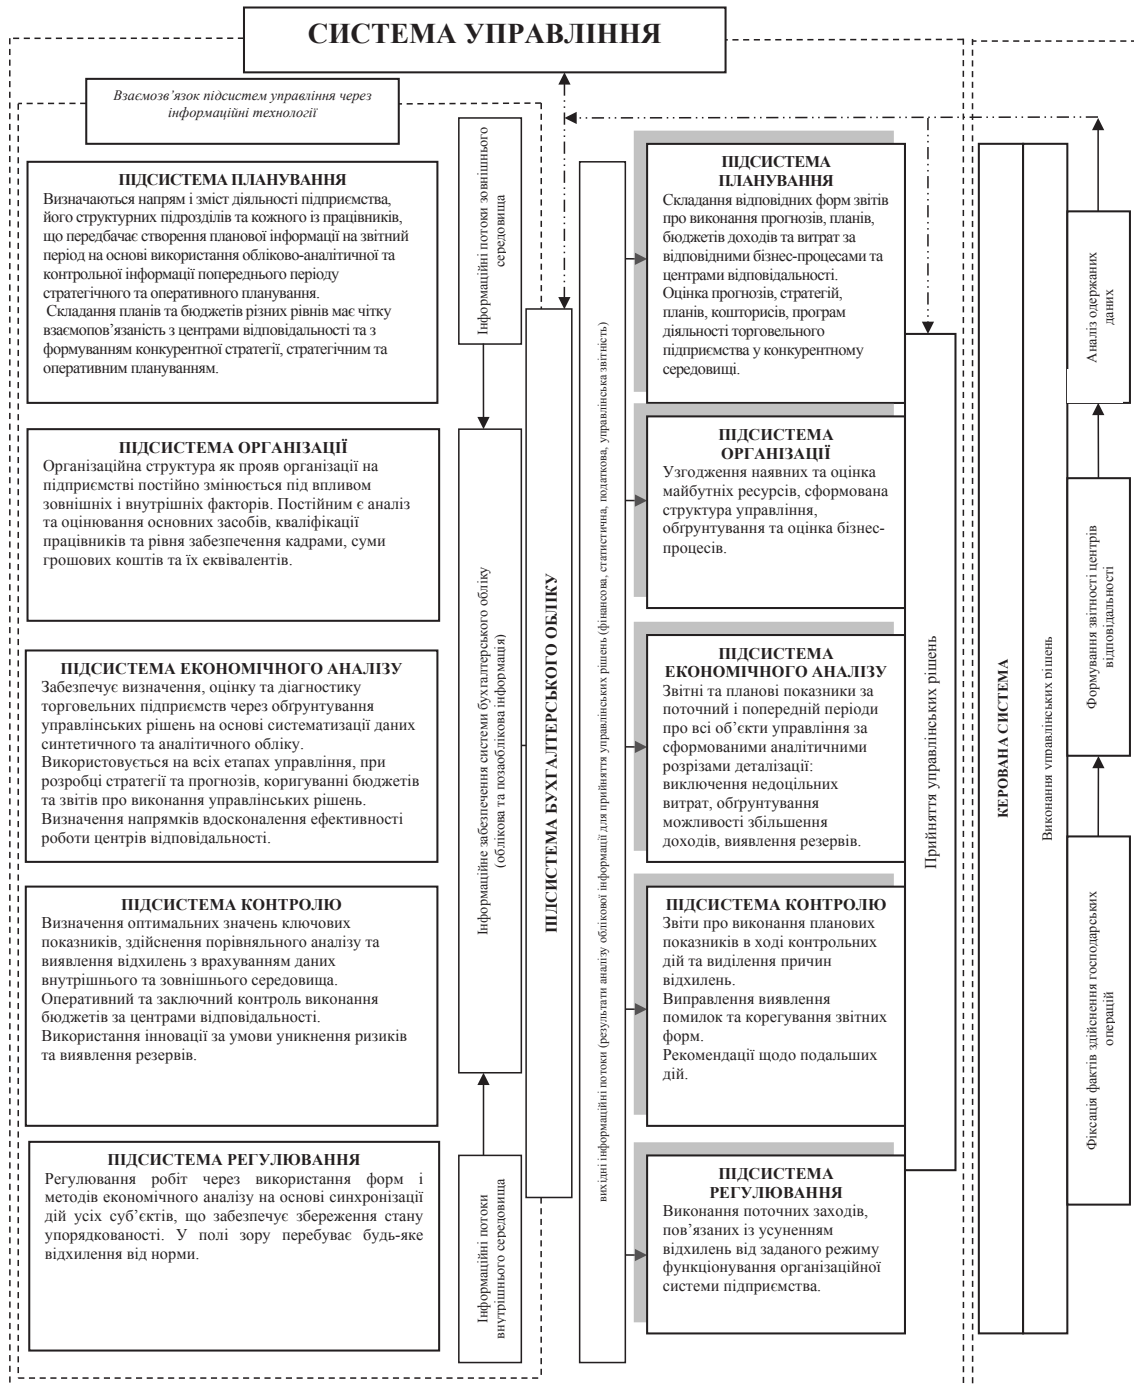 СИСТЕМА УПРАВЛІННЯ
Взаємозв’язок підсистем управління через
інформаційні технології
ПІДСИСТЕМА ПЛАНУВАННЯ
Визначаються напрям і зміст діяльності підприємства,
його структурних підрозділів та кожного із працівників,
що передбачає створення планової інформації на звітний
період на основі використання обліково-аналітичної та
контрольної інформації попереднього періоду
стратегічного та оперативного планування.
Складання планів та бюджетів різних рівнів має чітку
взаємопов’язаність з центрами відповідальності та з
формуванням конкурентної стратегії, стратегічним та
оперативним плануванням.
ПІДСИСТЕМА ОРГАНІЗАЦІЇ
Організаційна структура як прояв організації на
підприємстві постійно змінюється під впливом
зовнішніх і внутрішніх факторів. Постійним є аналіз
та оцінювання основних засобів, кваліфікації
працівників та рівня забезпечення кадрами, суми
грошових коштів та їх еквівалентів.
ПІДСИСТЕМА ЕКОНОМІЧНОГО АНАЛІЗУ
Забезпечує визначення, оцінку та діагностику
торговельних підприємств через обґрунтування
управлінських рішень на основі систематизації даних
синтетичного та аналітичного обліку.
Використовується на всіх етапах управління, при
розробці стратегії та прогнозів, коригуванні бюджетів
та звітів про виконання управлінських рішень.
Визначення напрямків вдосконалення ефективності
роботи центрів відповідальності.
ПІДСИСТЕМА КОНТРОЛЮ
Визначення оптимальних значень ключових
показників, здійснення порівняльного аналізу та
виявлення відхилень з врахуванням даних
внутрішнього та зовнішнього середовища.
Оперативний та заключний контроль виконання
бюджетів за центрами відповідальності.
Використання інновації за умови уникнення ризиків
та виявлення резервів.
ПІДСИСТЕМА РЕГУЛЮВАННЯ
Регулювання робіт через використання форм і
методів економічного аналізу на основі синхронізації
дій усіх суб’єктів, що забезпечує збереження стану
упорядкованості. У полі зору перебуває будь-яке
відхилення від норми.
Інформаційні потоки зовнішнього
середовища
Інформаційне забезпечення системи бухгалтерського обліку
(облікова та позаоблікова інформація)
Інформаційні потоки
внутрішнього середовища
ПІДСИСТЕМА БУХГАЛТЕРСЬКОГО ОБЛІКУ
вихідні інформаційні потоки (результати аналізу облікової інформації для прийняття управлінських рішень (фінансова, статистична, податкова, управлінська звітність)
ПІДСИСТЕМА
ПЛАНУВАННЯ
Складання відповідних форм звітів
про виконання прогнозів, планів,
бюджетів доходів та витрат за
відповідними бізнес-процесами та
центрами відповідальності.
Оцінка прогнозів, стратегій,
планів, кошторисів, програм
діяльності торговельного
підприємства у конкурентному
середовищі.
ПІДСИСТЕМА
ОРГАНІЗАЦІЇ
Узгодження наявних та оцінка
майбутніх ресурсів, сформована
структура управління,
обґрунтування та оцінка бізнес-
процесів.
ПІДСИСТЕМА
ЕКОНОМІЧНОГО АНАЛІЗУ
Звітні та планові показники за
поточний і попередній періоди
про всі об’єкти управління за
сформованими аналітичними
розрізами деталізації:
виключення недоцільних
витрат, обґрунтування
можливості збільшення
доходів, виявлення резервів.
ПІДСИСТЕМА КОНТРОЛЮ
Звіти про виконання планових
показників в ході контрольних
дій та виділення причин
відхилень.
Виправлення виявлення
помилок та корегування звітних
форм.
Рекомендації щодо подальших
дій.
ПІДСИСТЕМА
РЕГУЛЮВАННЯ
Виконання поточних заходів,
пов’язаних із усуненням
відхилень від заданого режиму
функціонування організаційної
системи підприємства.
Прийняття управлінських рішень
КЕРОВАНА СИСТЕМА
Виконання управлінських рішень
Аналіз одержаних
даних
Формування звітності центрів
відповідальності
Фіксація фактів здійснення господарських
операцій